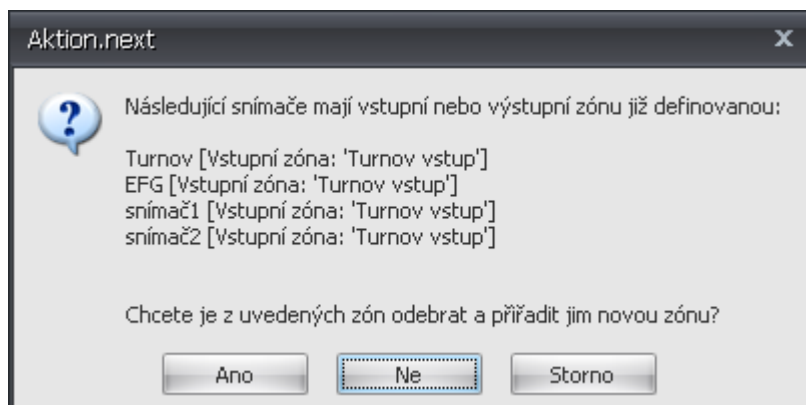 Aktion.next
x
Následující snímače mají vstupní nebo výstupní zónu již definovanou:
Turnov [Vstupní zóna: 'Turnov vstup']
EFG [Vstupní zóna: 'Turnov vstup']
snímač1 [Vstupní zóna: 'Turnov vstup']
snímač2 [Vstupní zóna: 'Turnov vstup']
Chcete je z uvedených zón odebrat a přiřadit jim novou zónu?
Ano Ne Storno